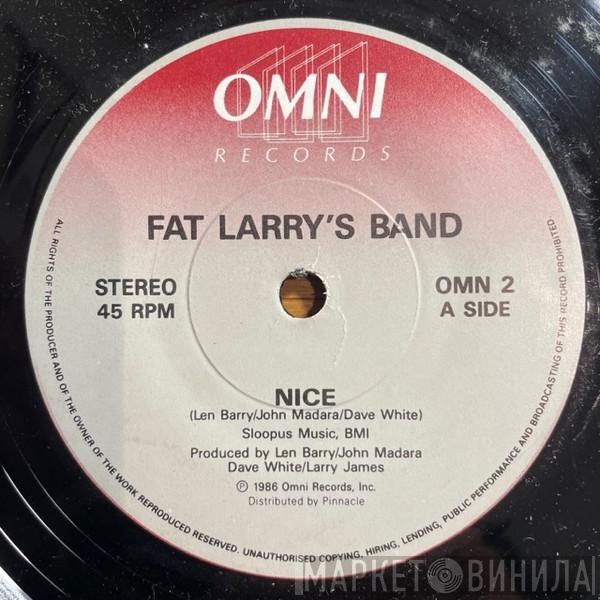 OMNI
RECORDS
FAT LARRY'S BAND
STEREO
45 RPM
OMN 2
A SIDE
NICE
(Len Barry/John Madara/Dave White)
Sloopus Music, BMI
Produced by Len Barry/John Madara
Dave White/Larry James
℗ 1986 Omni Records, Inc.
Distributed by Pinnacle
ALL RIGHTS OF THE PRODUCER AND OF THE OWNER OF THE WORK REPRODUCED RESERVED. UNAUTHORISED COPYING, HIRING, LENDING, PUBLIC PERFORMANCE AND BROADCASTING OF THIS RECORD PROHIBITED.
МАРКЕТ ВИНИЛА